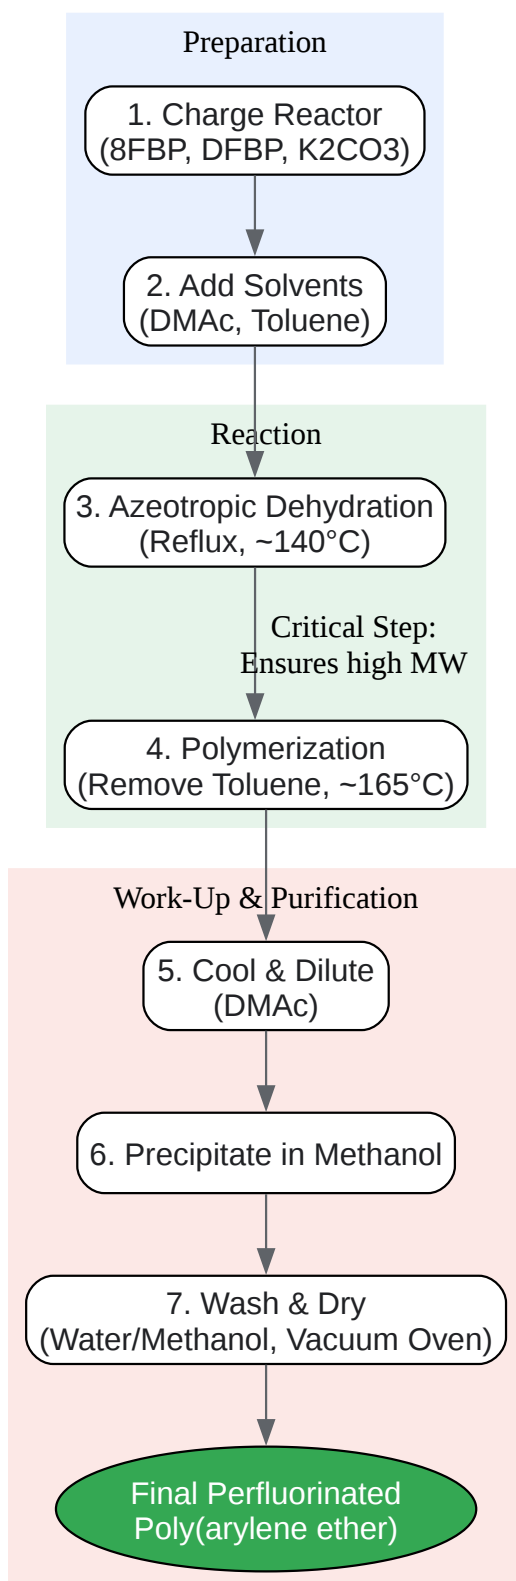 Preparation
1. Charge Reactor
(8FBP, DFBP, K2CO3)
2. Add Solvents
(DMAc, Toluene)
Reaction
3. Azeotropic Dehydration
(Reflux, ~140°C)
Critical Step:
Ensures high MW
4. Polymerization
(Remove Toluene, ~165°C)
Work-Up & Purification
5. Cool & Dilute
(DMAc)
6. Precipitate in Methanol
7. Wash & Dry
(Water/Methanol, Vacuum Oven)
Final Perfluorinated
Poly(arylene ether)